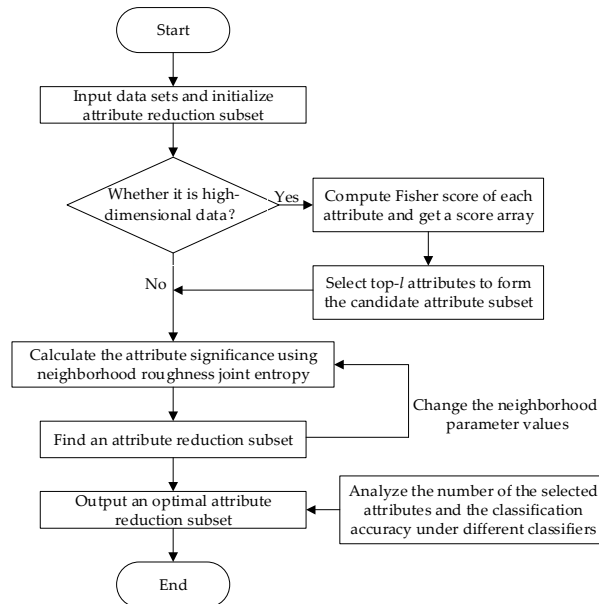 Start
Input data sets and initialize
attribute reduction subset
Whether it is high-
dimensional data?
Yes
Compute Fisher score of each
attribute and get a score array
No
Select top-l attributes to form
the candidate attribute subset
Calculate the attribute significance using
neighborhood roughness joint entropy
Change the neighborhood
parameter values
Find an attribute reduction subset
Output an optimal attribute
reduction subset
Analyze the number of the selected
attributes and the classification
accuracy under different classifiers
End